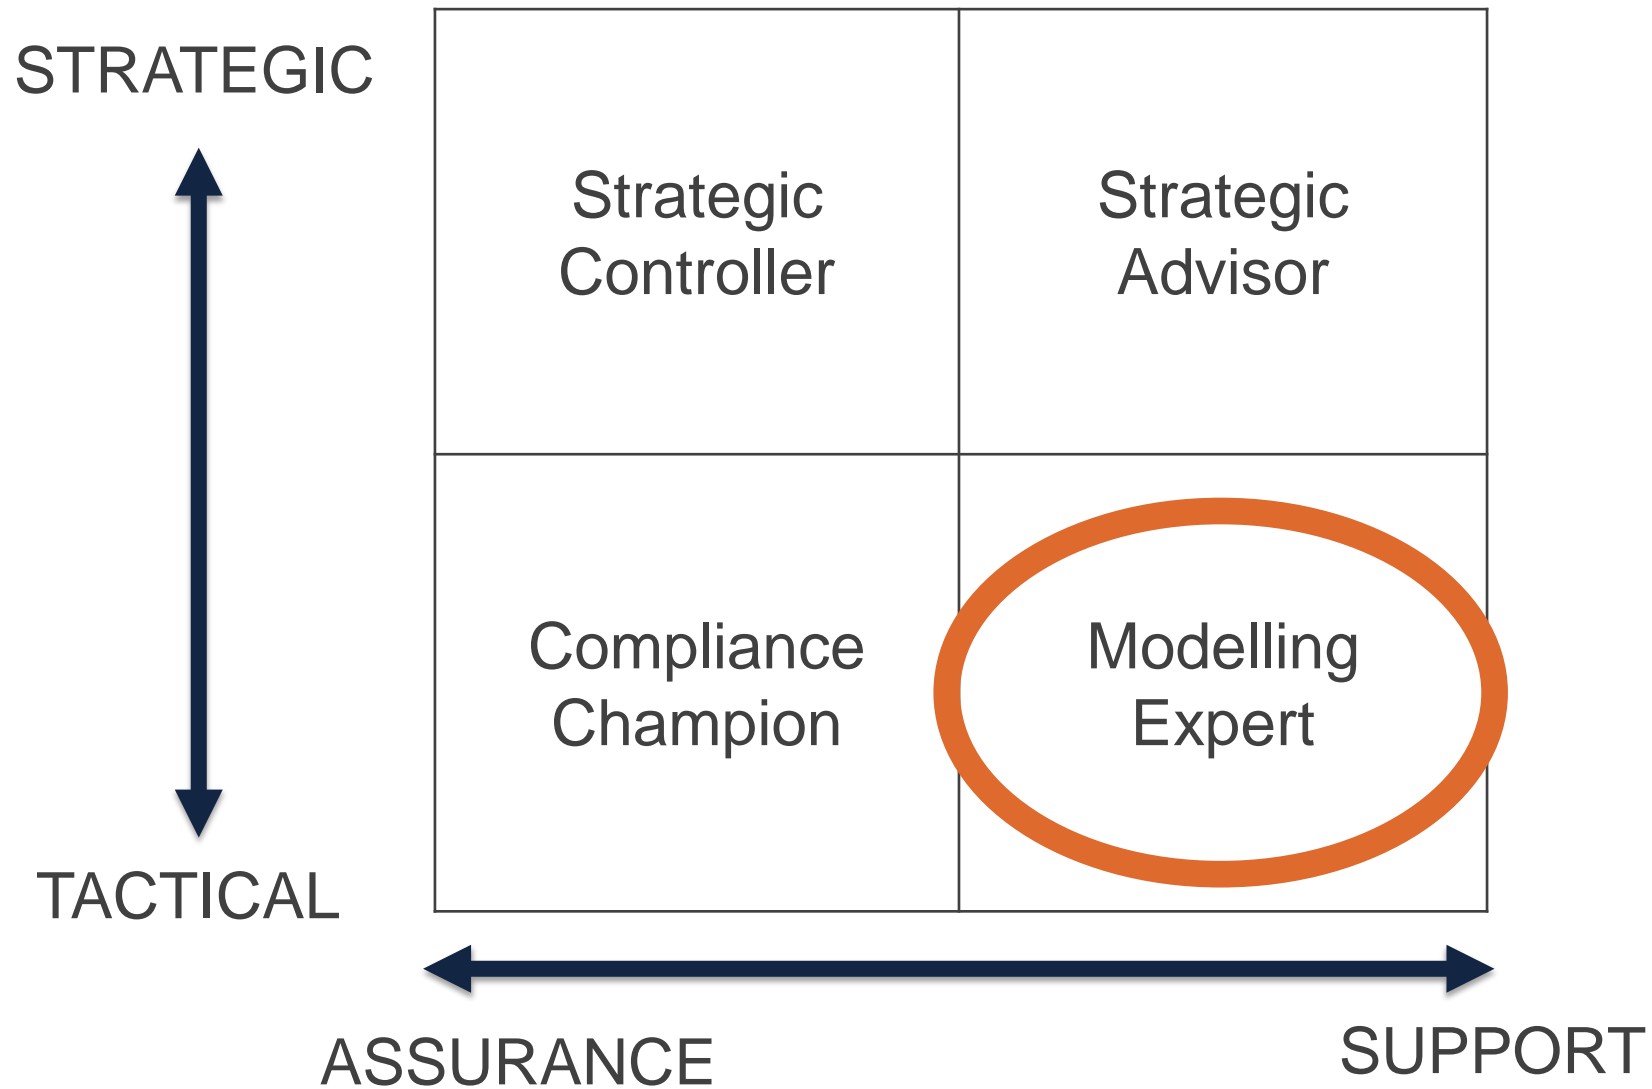 STRATEGIC
Strategic
Controller
Strategic
Advisor
Compliance
Champion
Modelling
Expert
TACTICAL
ASSURANCE
SUPPORT